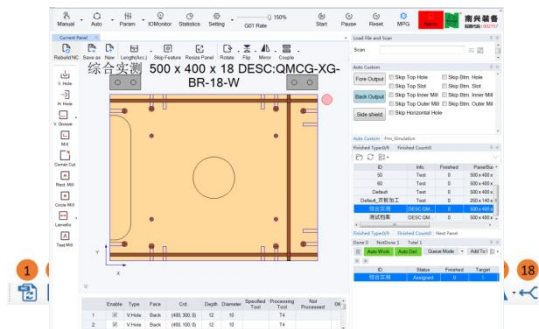 Manual Auto Param IOMonitor Statistics Setting GOT Rate 150% Start Pause Reset MPG 南兴装备
Current Panel
Rebuild NC Save as New Length(Acc.) Skip Feature Resize Panel Rotate Flip Mirror Couple
综合实测 500 x 400 x 18 DESC:QMCG-XG-
BR-18-W
V. Hole
H. Hole
V. Groove
Mill
Corner Cut
Rect Mill
Circle Mill
Lamello
Text Mill
Y
X
Enable Type Face Crd. Depth Diameter Specified Tool Processing Tool Not Processed
1 V.Hole Back (400, 300, 0) 12 10 T4
2 V.Hole Back (400, 100, 0) 12 10 T4
Load File and Scan
Scan
Auto Custom
Fore Output Skip Top Hole Skip Btm. Hole
Skip Top Slot Skip Btm. Slot
Back Output Skip Top Inner Mill Skip Btm. Inner Mill
Skip Top Outer Mill Skip Btm. Outer Mill
Side shield Skip Horizontal Hole
Auto Custom Frm_Simulation
Finished Type:0/9 Finished Count:0
ID Info. Finished PanelSize
50 Test 0 500 x 400 x
60 Test 0 600 x 400 x
Default Test 0 500 x 400 x
Default_开料加工 Test 0 200 x 140 x
综合实测 DESC:QM... 0 500 x 400 x
测试档案 DESC:QM... 0 500 x 400 x
Finished Type:0/9 Finished Count:0 Next Panel
Done 0 NotDone 1 Total 1
Auto Work Auto Del. Queue Mode Add To1
ID Status Finished Target
综合实测 Assigned 0 1
1
18